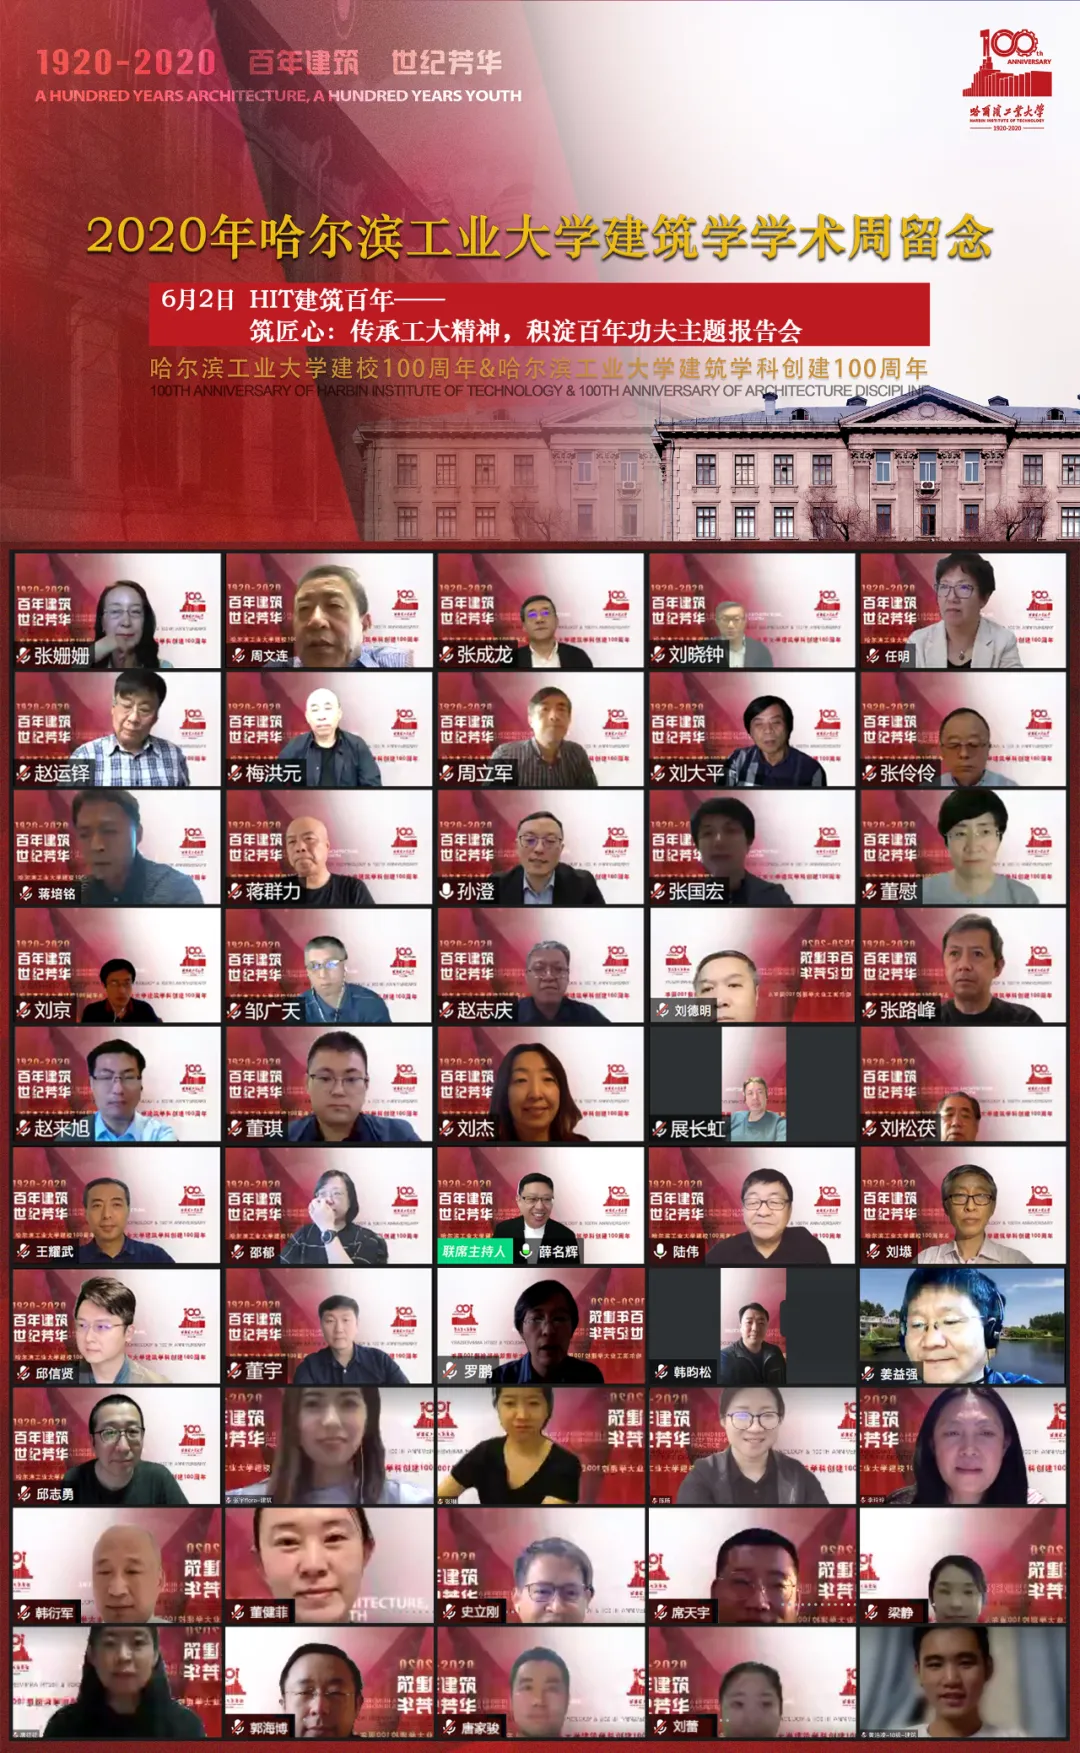 1920-2020 百年建筑 世纪芳华
A HUNDRED YEARS ARCHITECTURE, A HUNDRED YEARS YOUTH
100th
ANNIVERSARY
哈尔滨工业大学
HARBIN INSTITUTE OF TECHNOLOGY
1920-2020
2020年哈尔滨工业大学建筑学学术周留念
6月2日 HIT建筑百年——
筑匠心：传承工大精神，积淀百年功夫主题报告会
哈尔滨工业大学建校100周年&哈尔滨工业大学建筑学科创建100周年
100TH ANNIVERSARY OF HARBIN INSTITUTE OF TECHNOLOGY & 100TH ANNIVERSARY OF ARCHITECTURE DISCIPLINE
张姗姗 周文连 张成龙 刘晓钟 任明
赵运铎 梅洪元 周立军 刘大平 张伶伶
蒋培铭 蒋群力 孙澄 张国宏 董慰
刘京 邹广天 赵志庆 刘德明 张路峰
赵来旭 董琪 刘杰 展长虹 刘松茯
王耀武 邵郁 联席主持人 薛名辉 陆伟 刘堪
邱信贤 董宇 罗鹏 韩昀松 姜益强
邱志勇
韩衍军 董健菲 史立刚 席天宇 梁静
郭海博 唐家骏 刘蕾